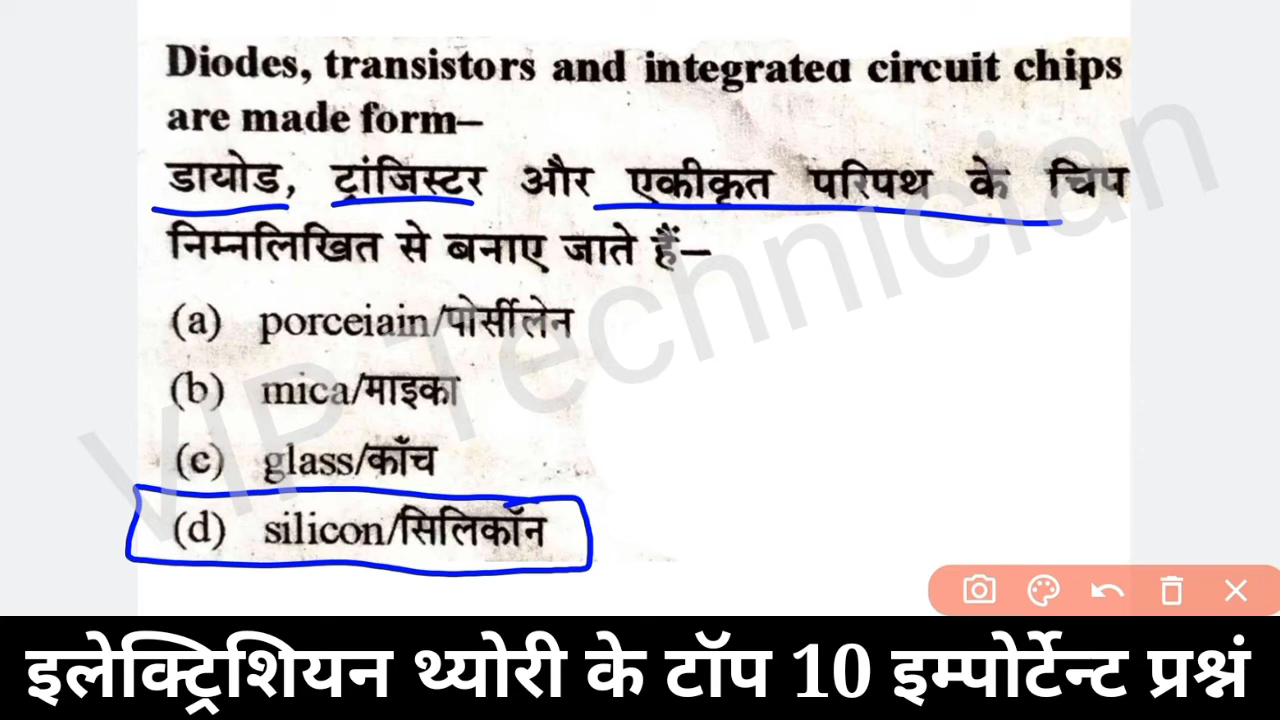 Diodes, transistors and integrated circuit chips
are made form–
डायोड, ट्रांजिस्टर और एकीकृत परिपथ के चिप
निम्नलिखित से बनाए जाते हैं–
(a) porceiain/पोर्सीलेन
(b) mica/माइका
(c) glass/काँच
(d) silicon/सिलिकॉन
VIP Technician
इलेक्ट्रिशियन थ्योरी के टॉप 10 इम्पोर्टेन्ट प्रश्नं